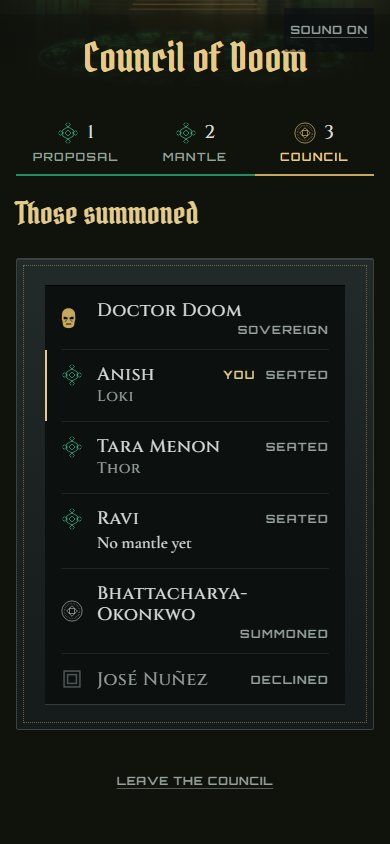 SOUND ON
Council of Doom
1
PROPOSAL
2
MANTLE
3
COUNCIL
Those summoned
DOCTOR DOOM
SOVEREIGN
ANISH YOU SEATED
LOKI
TARA MENON SEATED
THOR
RAVI SEATED
No mantle yet
BHATTACHARYA-
OKONKWO
SUMMONED
JOSÉ NUÑEZ DECLINED
LEAVE THE COUNCIL